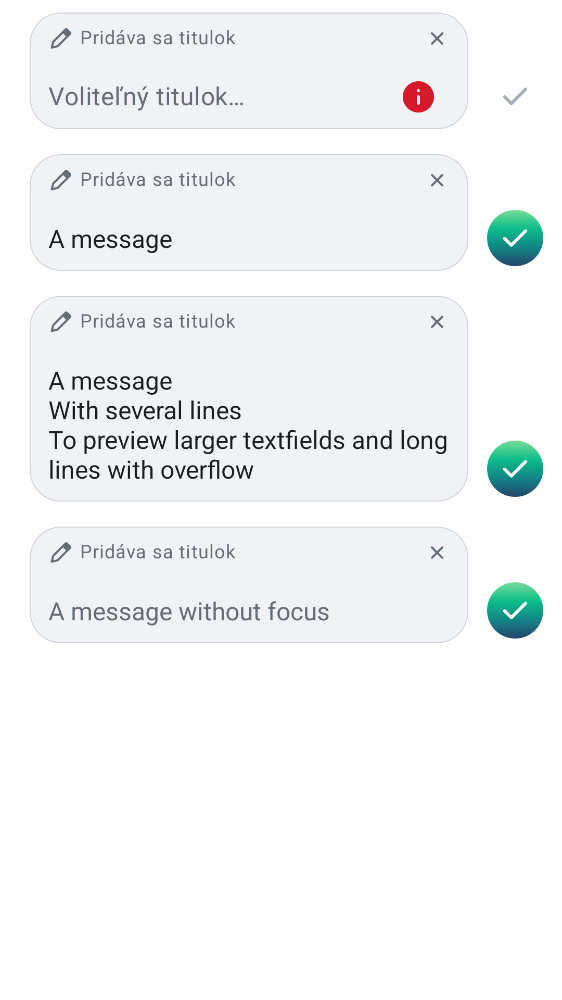 Pridáva sa titulok
Voliteľný titulok…
Pridáva sa titulok
A message
Pridáva sa titulok
A message
With several lines
To preview larger textfields and long
lines with overflow
Pridáva sa titulok
A message without focus